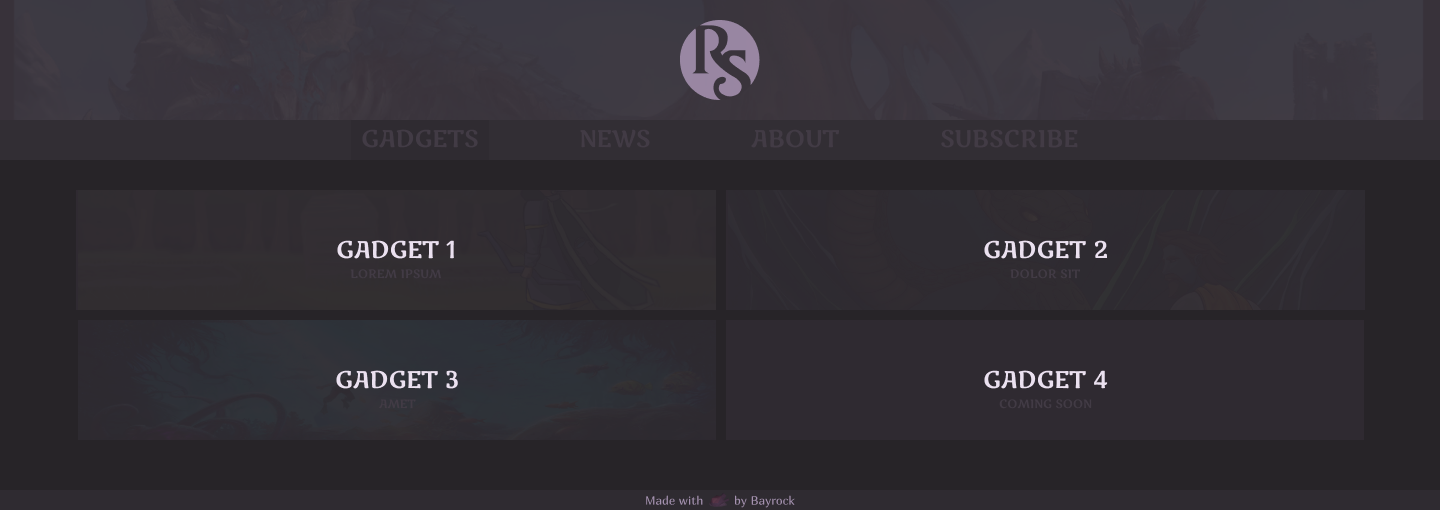 RS
GADGETS NEWS ABOUT SUBSCRIBE
GADGET 1
LOREM IPSUM
GADGET 2
DOLOR SIT
GADGET 3
AMET
GADGET 4
COMING SOON
Made with by Bayrock